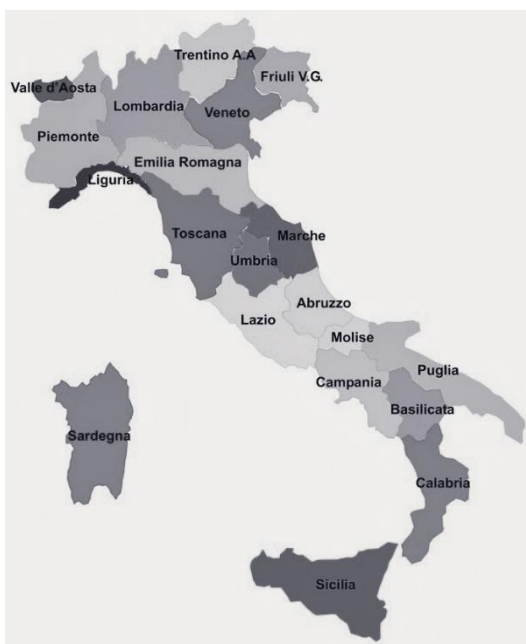 Trentino A.A
Friuli V.G.
Valle d'Aosta
Lombardia
Veneto
Piemonte
Emilia Romagna
Liguria
Toscana
Marche
Umbria
Abruzzo
Lazio
Molise
Puglia
Campania
Basilicata
Sardegna
Calabria
Sicilia